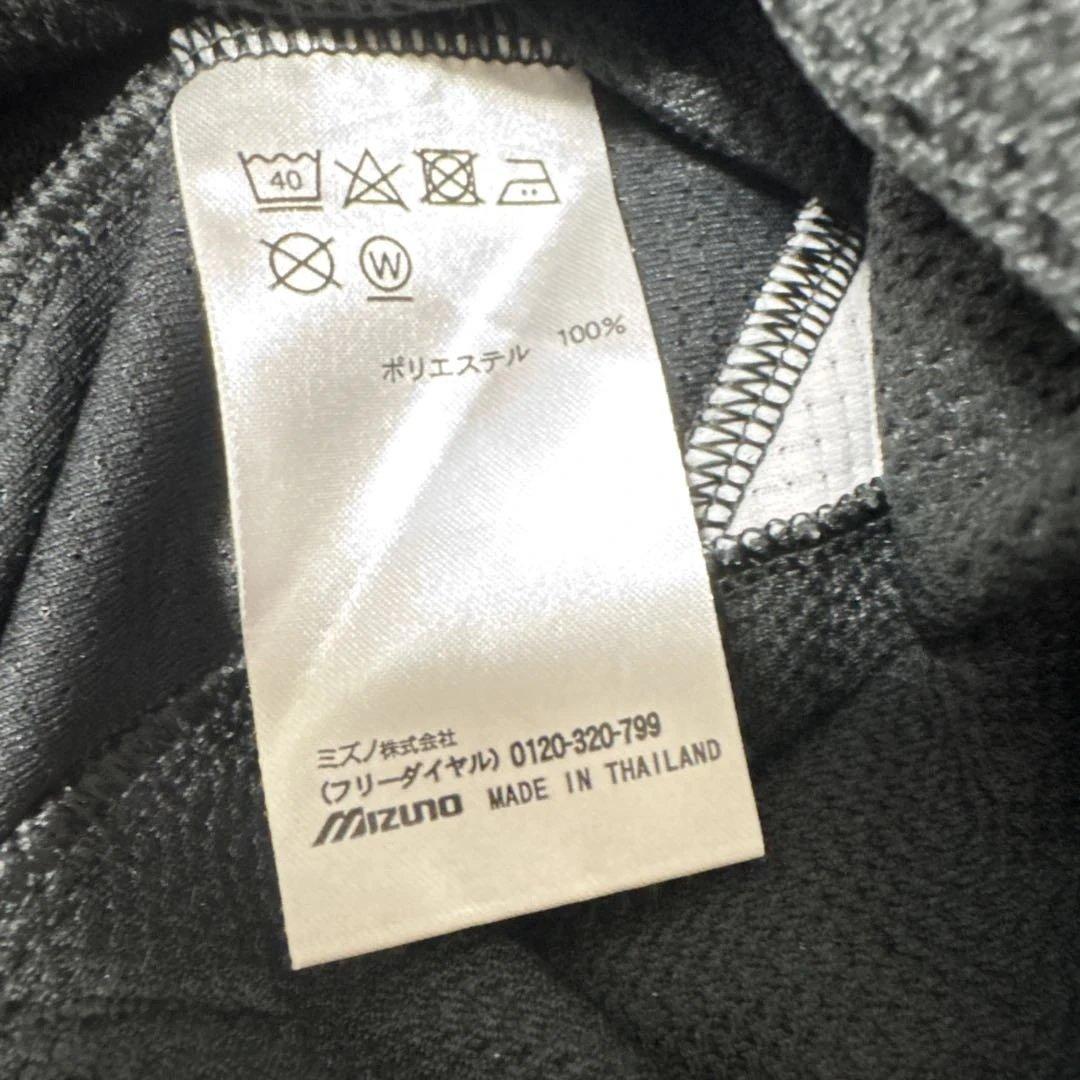 40
W
ポリエステル 100%
ミズノ株式会社
(フリーダイヤル) 0120-320-799
MIZUNO MADE IN THAILAND